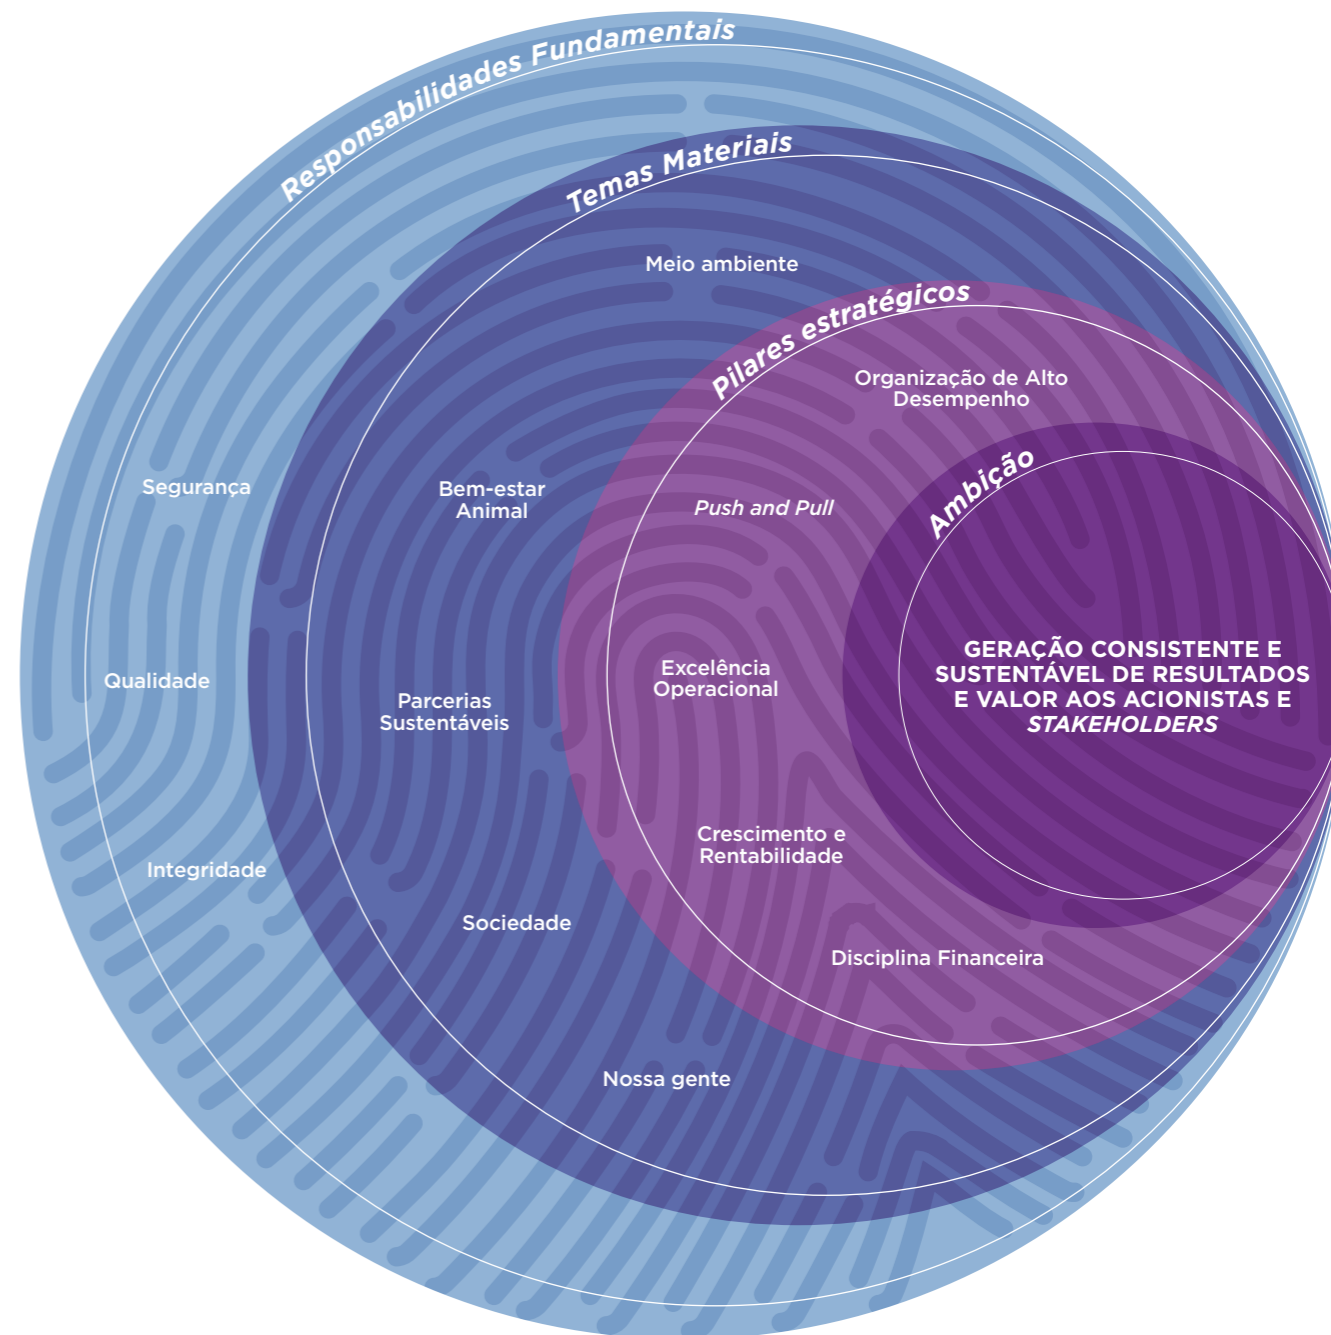 Responsabilidades Fundamentais
Segurança
Qualidade
Integridade
Temas Materiais
Meio ambiente
Bem-estar
Animal
Parcerias
Sustentáveis
Sociedade
Nossa gente
Pilares estratégicos
Organização de Alto
Desempenho
Push and Pull
Excelência
Operacional
Crescimento e
Rentabilidade
Disciplina Financeira
Ambição
GERAÇÃO CONSISTENTE E
SUSTENTÁVEL DE RESULTADOS
E VALOR AOS ACIONISTAS E
STAKEHOLDERS